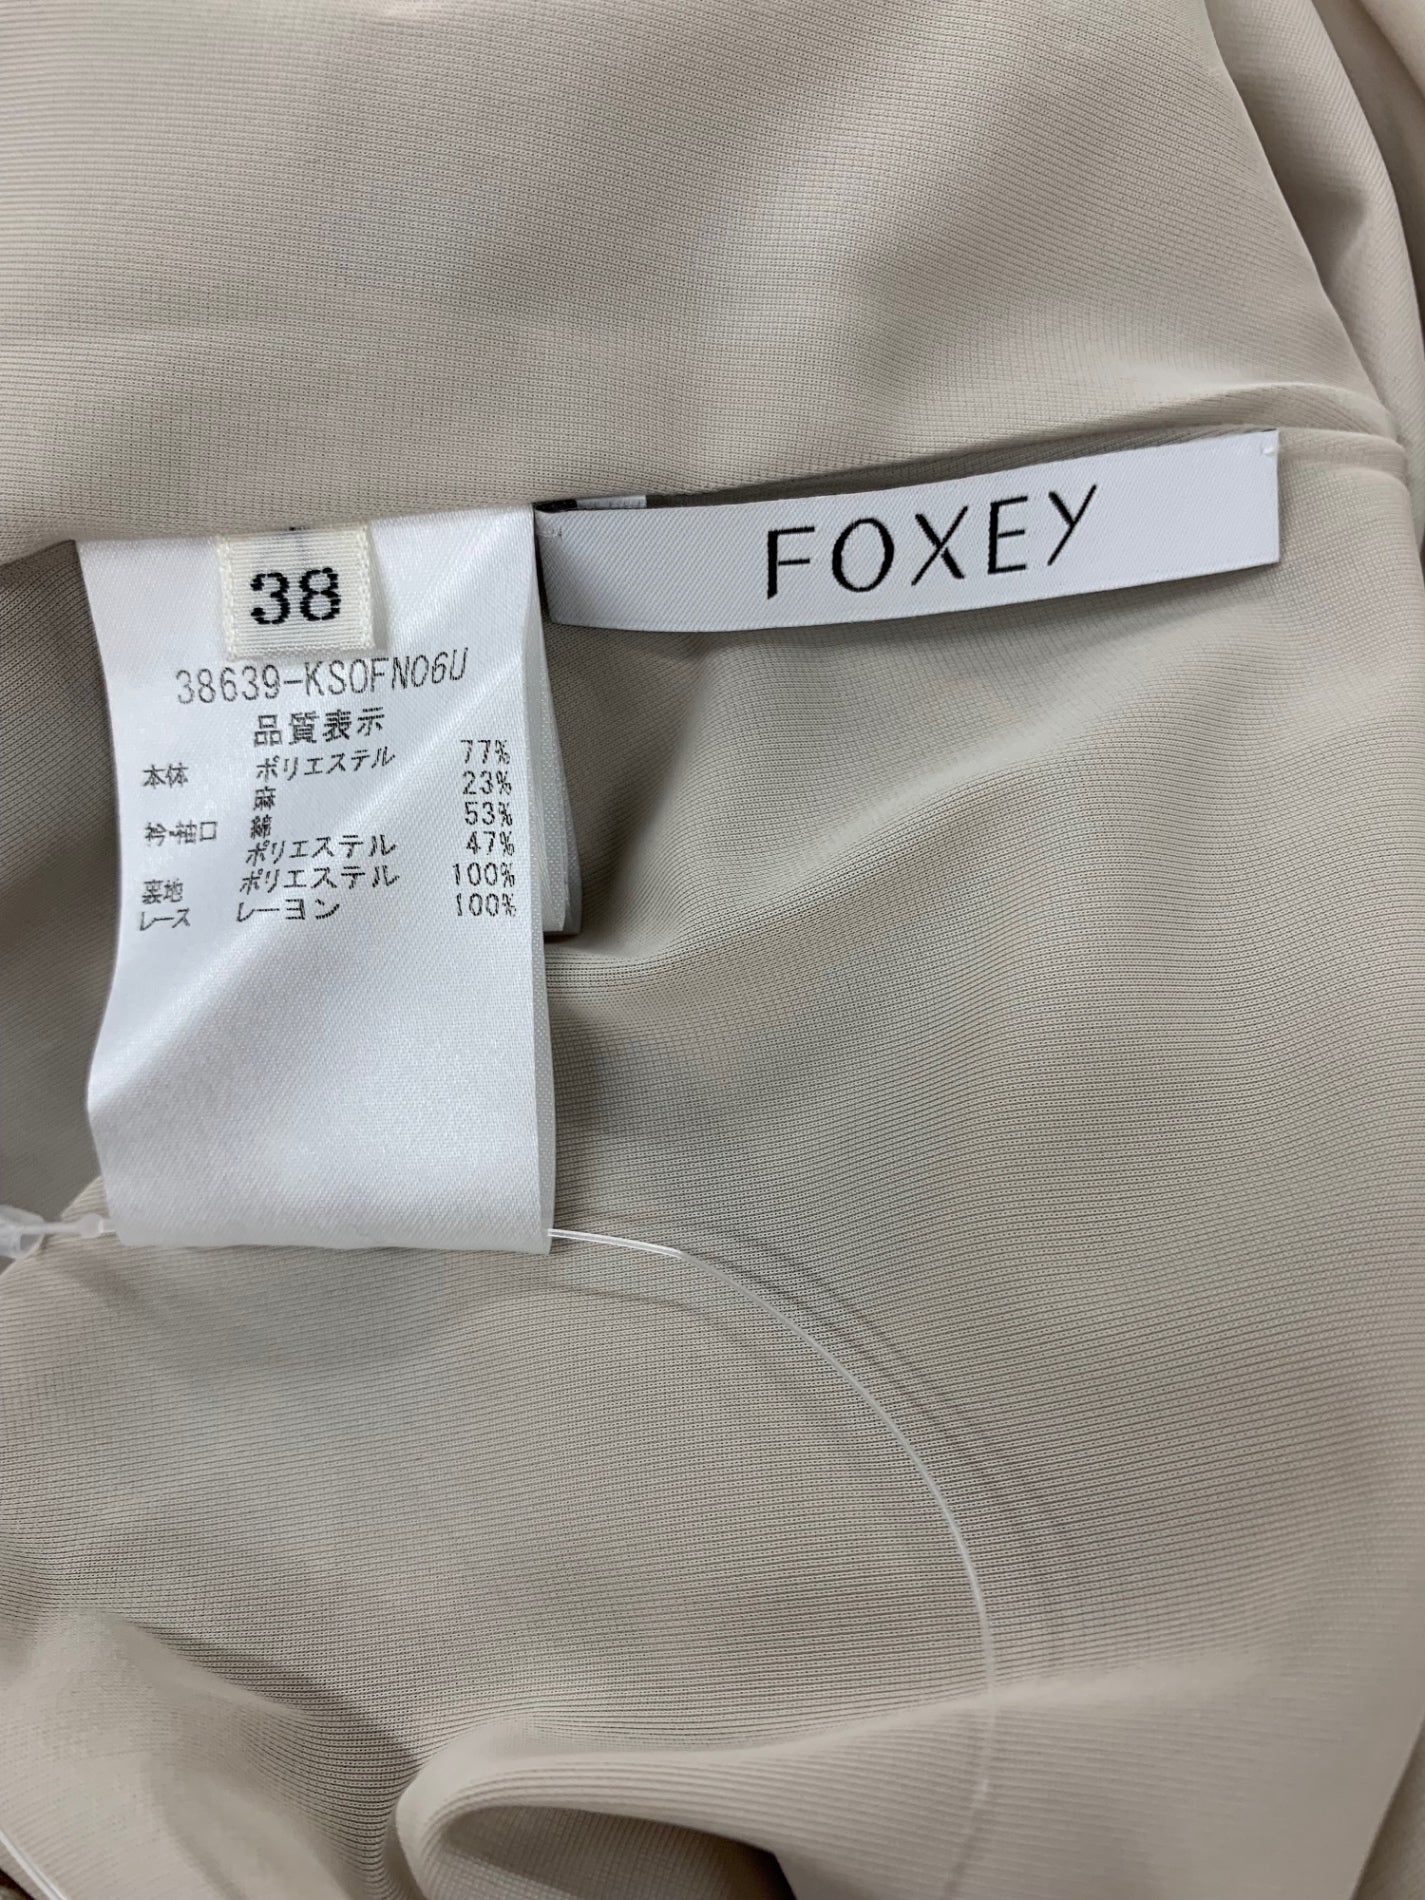 FOXEY
38
38639-KSOFN06U
品質表示
本体 ポリエステル 77%
麻 23%
衿・袖口 綿 53%
ポリエステル 47%
裏地 ポリエステル 100%
レース レーヨン 100%